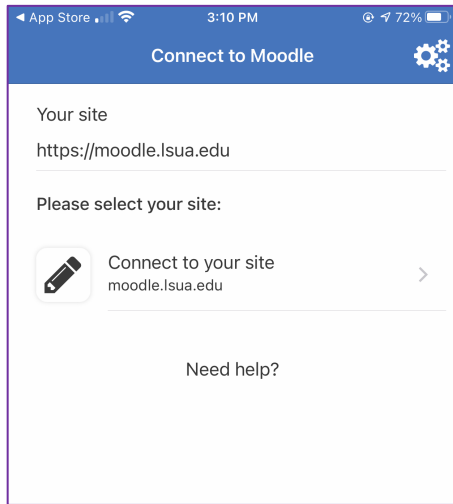 App Store 3:10 PM 72%
Connect to Moodle
Your site
https://moodle.lsua.edu
Please select your site:
Connect to your site
moodle.lsua.edu
Need help?